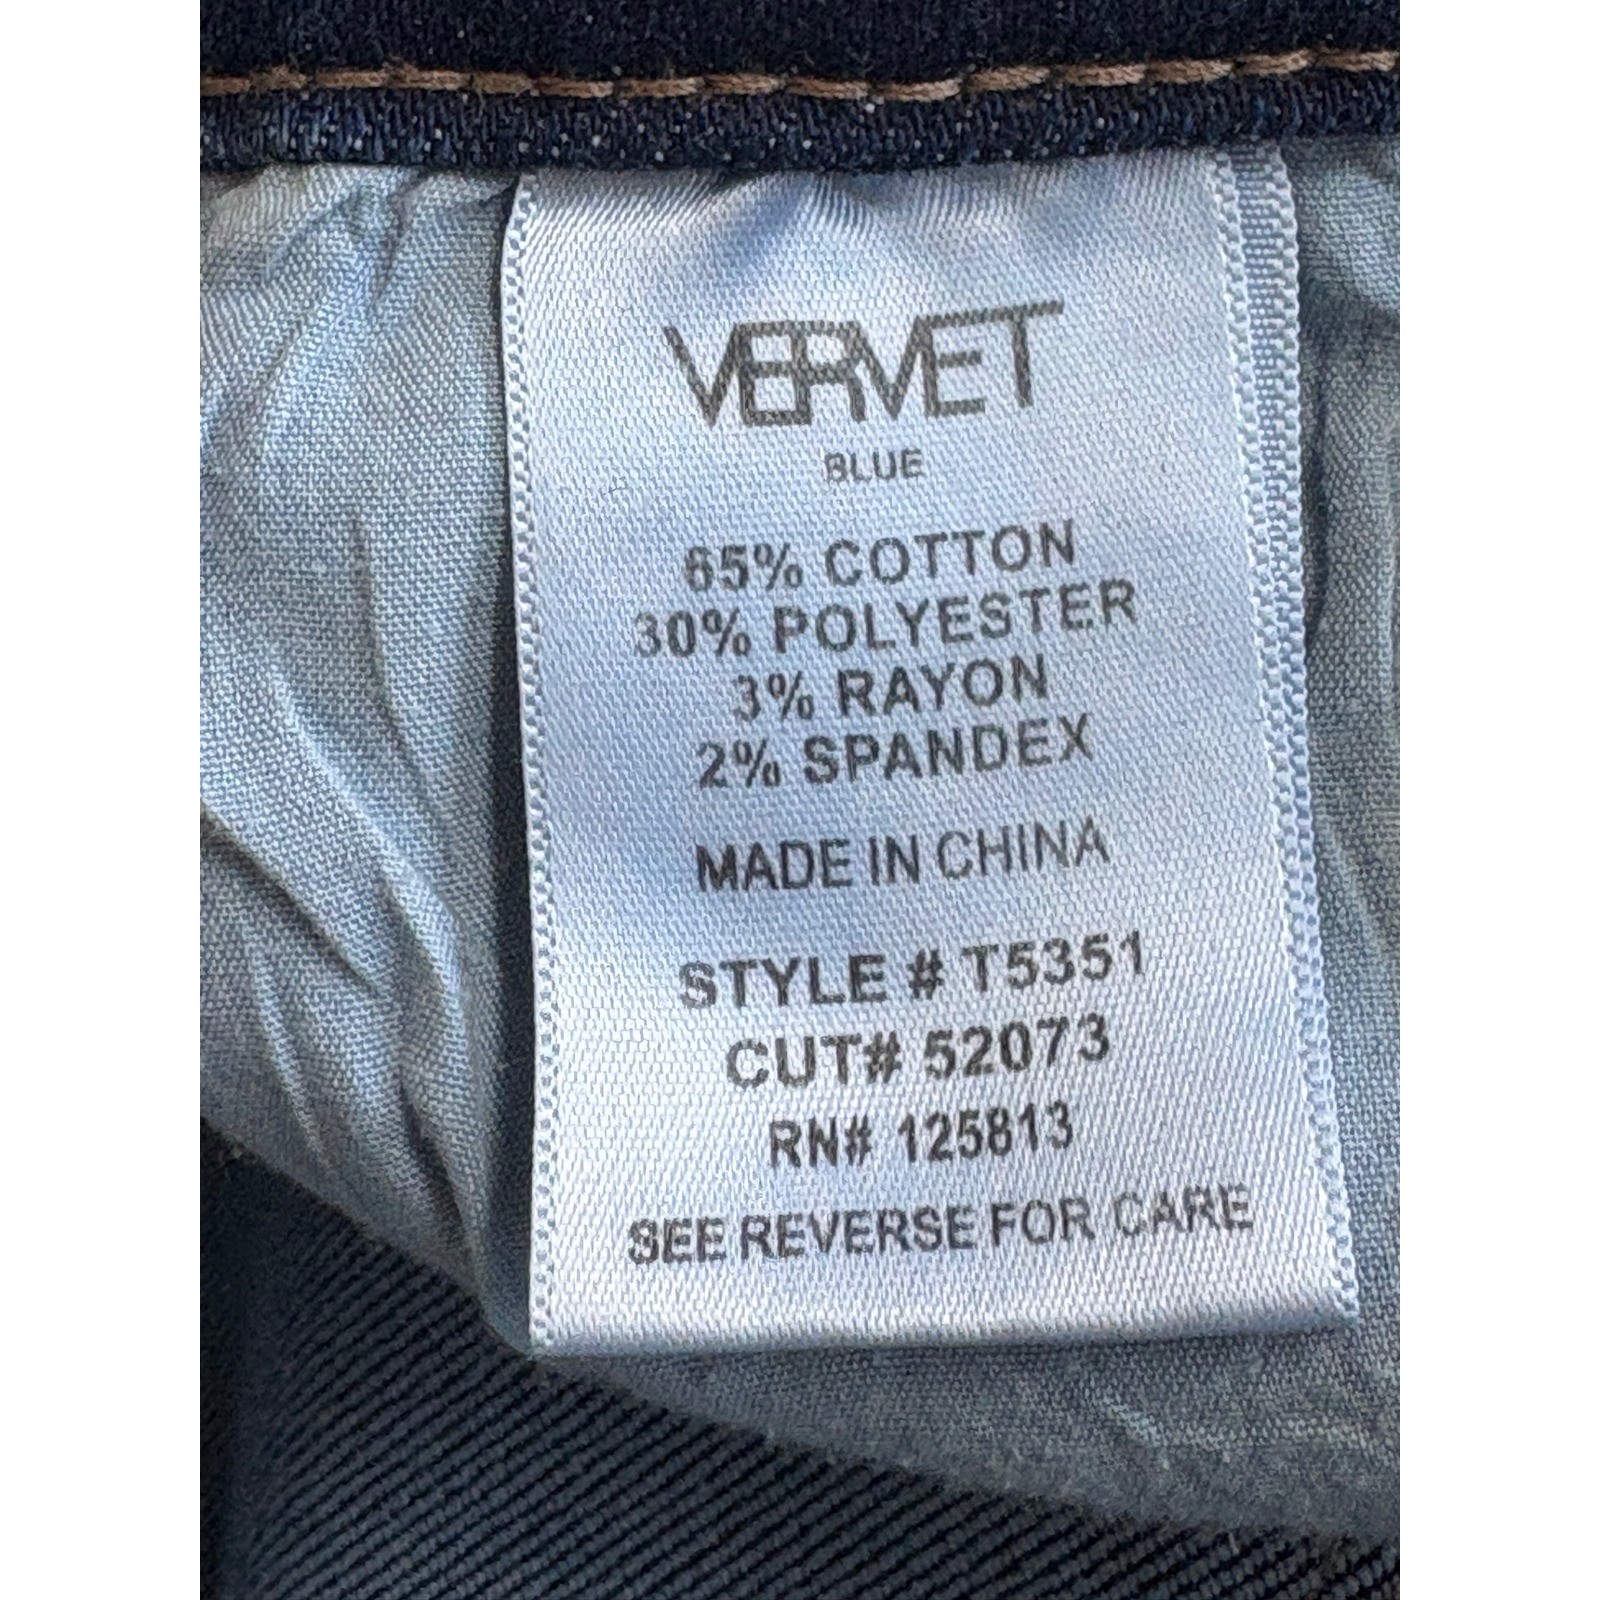 VERVET
BLUE
65% COTTON
30% POLYESTER
3% RAYON
2% SPANDEX
MADE IN CHINA
STYLE # T5351
CUT# 52073
RN# 125813
SEE REVERSE FOR CARE